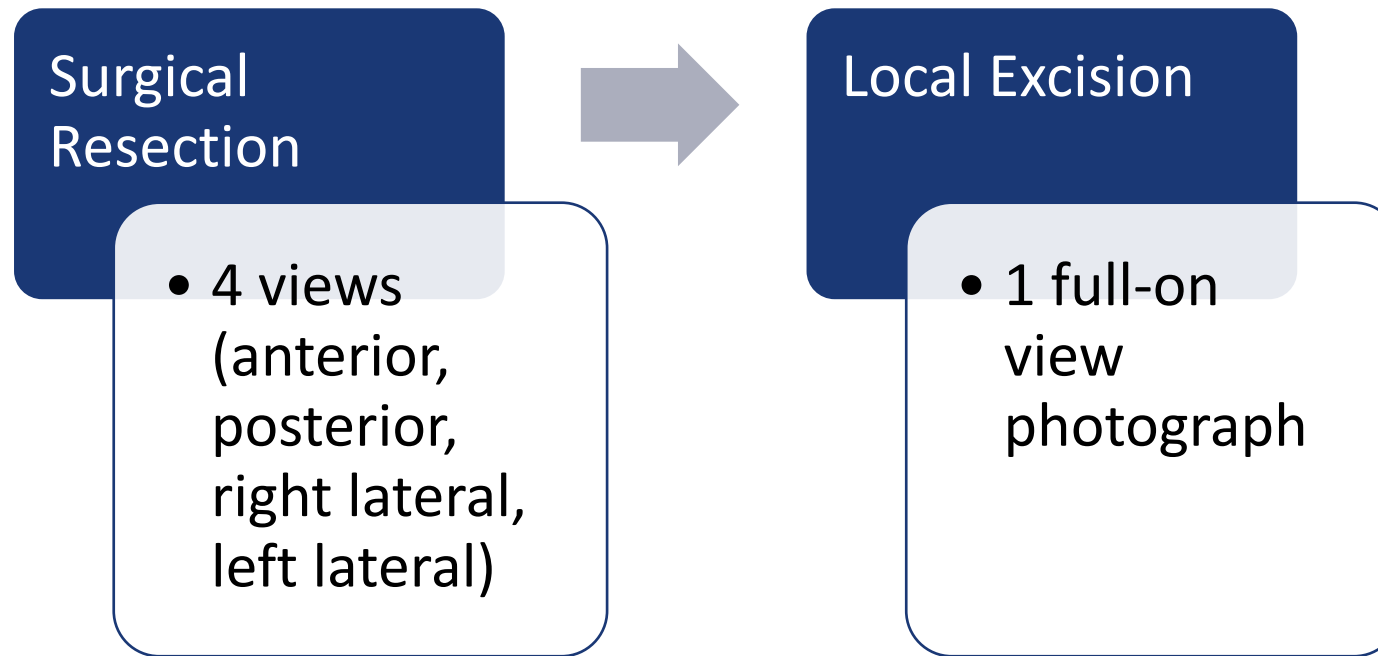 Surgical
Resection
• 4 views
(anterior,
posterior,
right lateral,
left lateral)
Local Excision
• 1 full-on
view
photograph